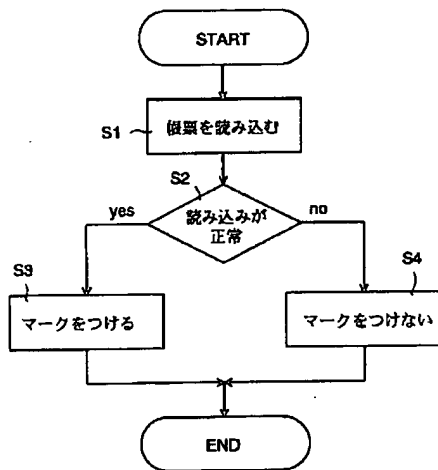 START
S1
帳票を読み込む
S2
yes
読み込みが
正常
no
S3
マークをつける
S4
マークをつけない
END